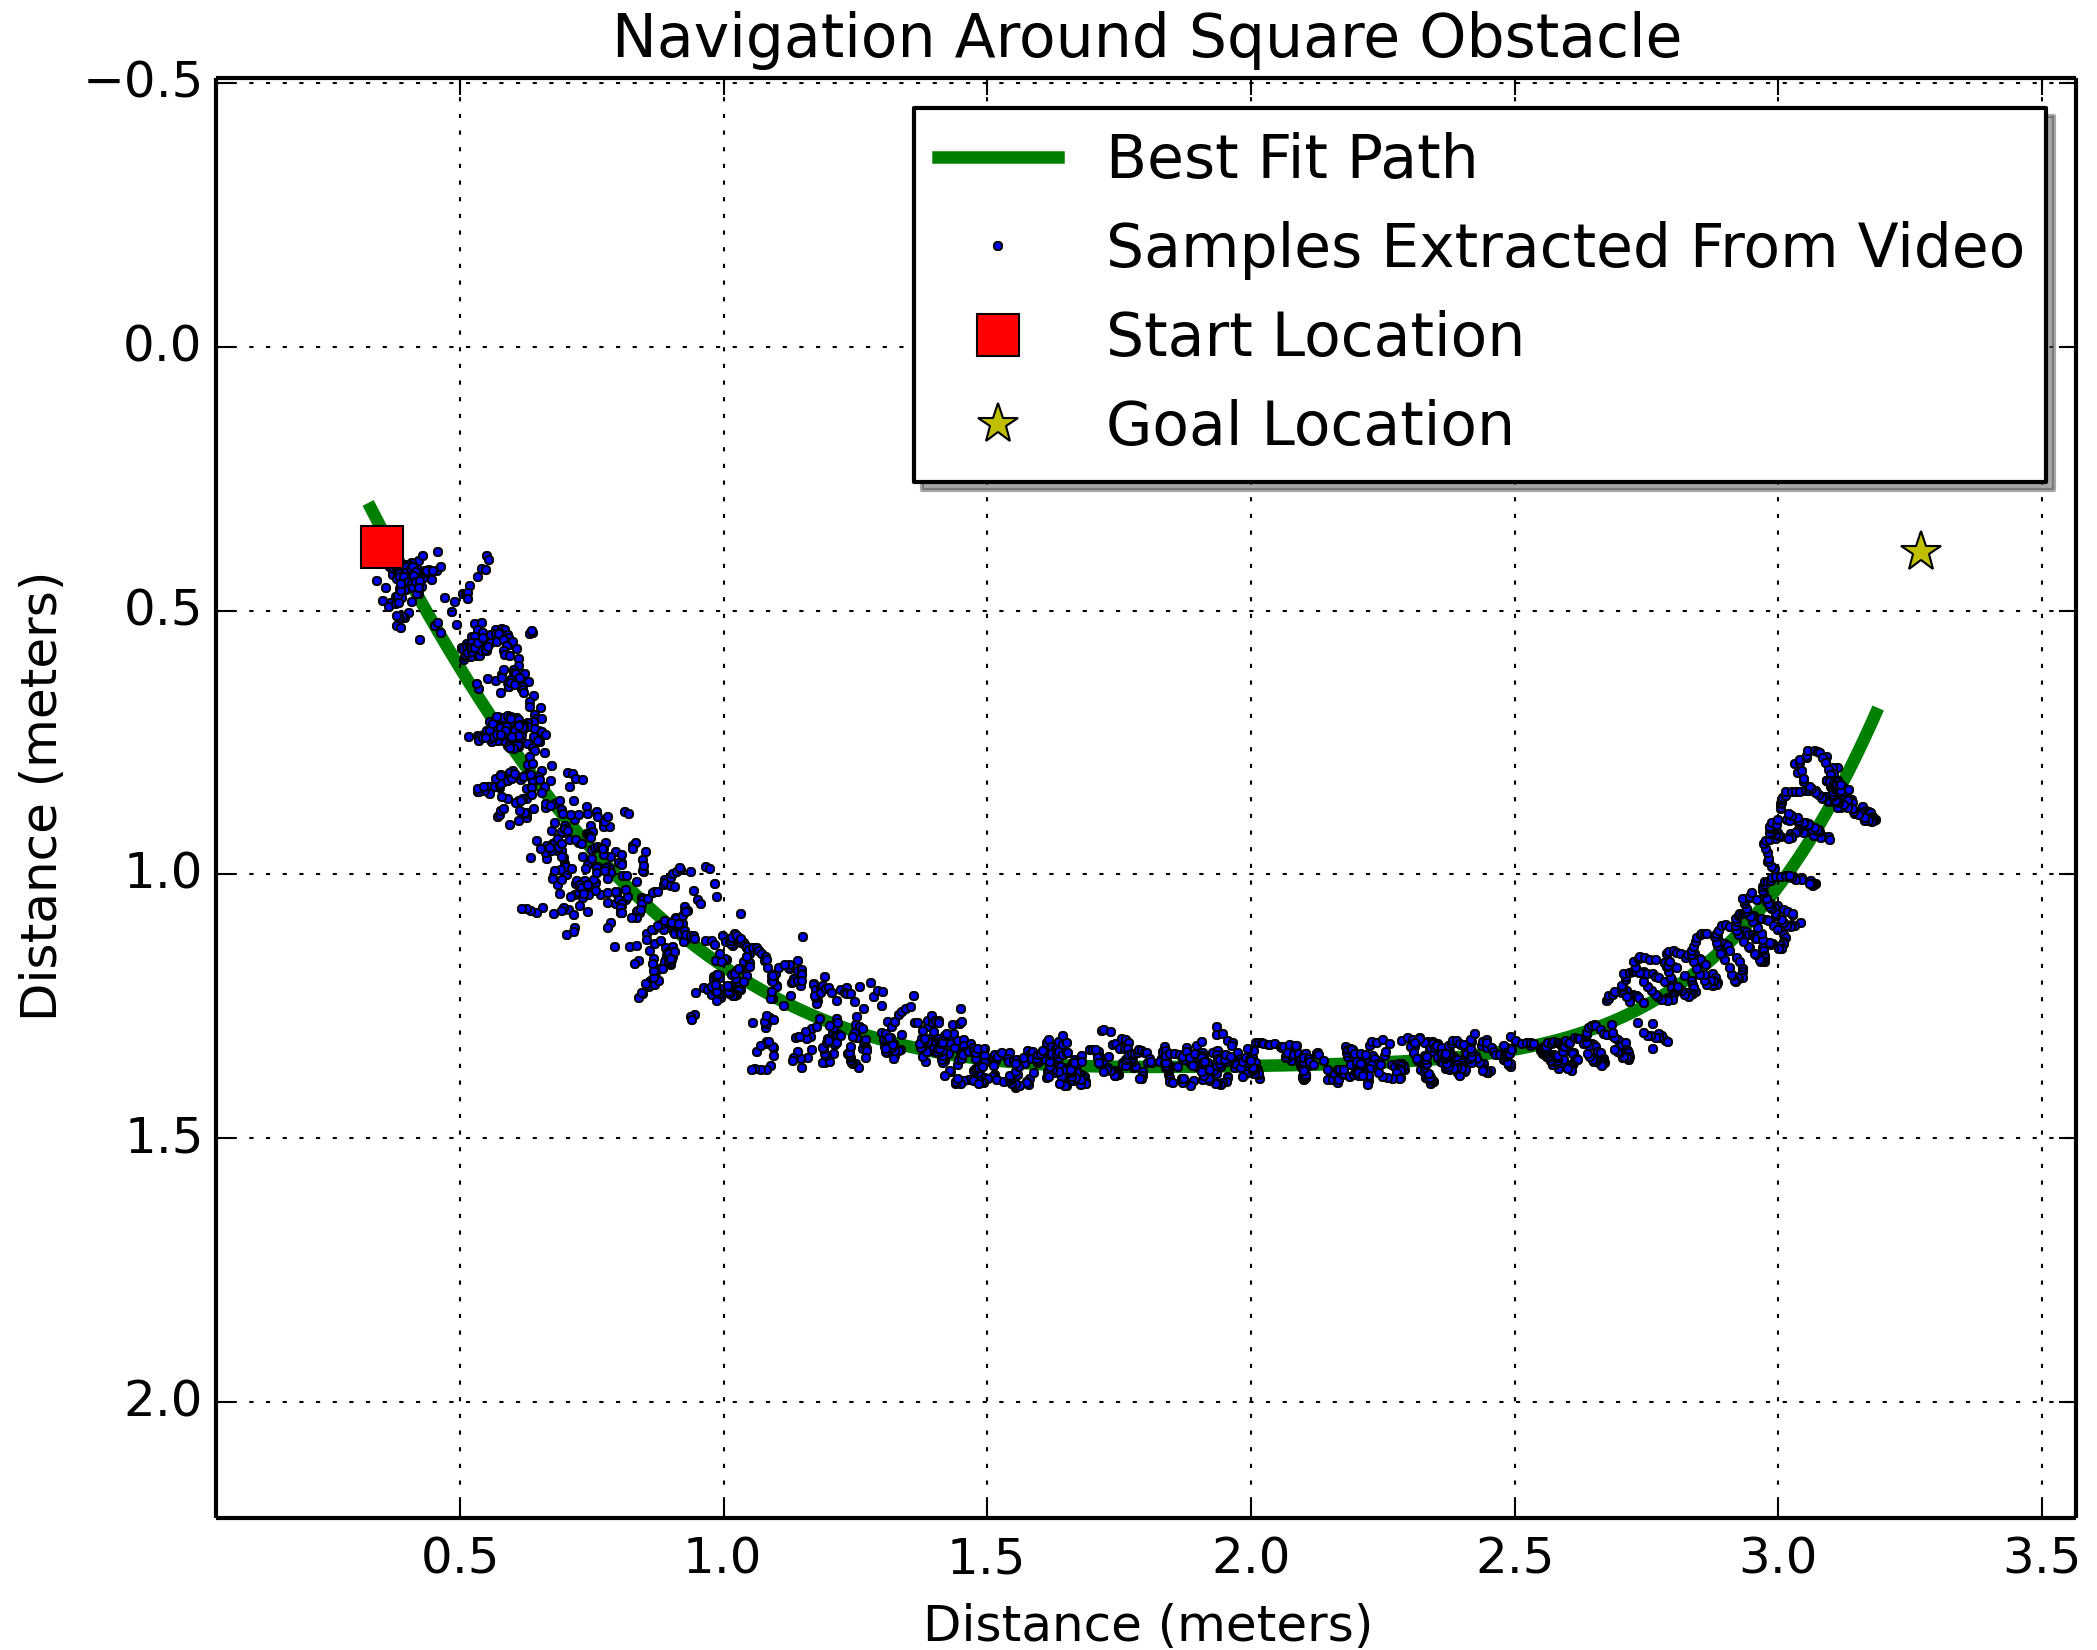 Navigation Around Square Obstacle
Best Fit Path
Samples Extracted From Video
Start Location
Goal Location
Distance (meters)
−0.5
0.0
0.5
1.0
1.5
2.0
0.5
1.0
1.5
2.0
2.5
3.0
3.5
Distance (meters)